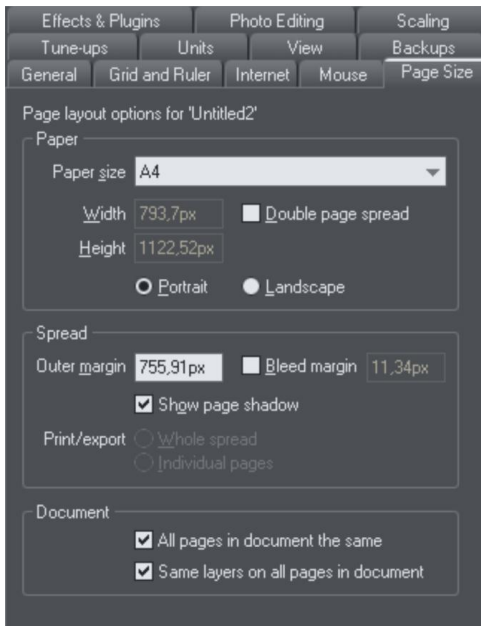 Effects & Plugins Photo Editing Scaling
Tune-ups Units View Backups
General Grid and Ruler Internet Mouse Page Size
Page layout options for 'Untitled2'
Paper
Paper size A4
Width 793,7px Double page spread
Height 1122,52px
Portrait Landscape
Spread
Outer margin 755,91px Bleed margin 11,34px
Show page shadow
Print/export Whole spread
Individual pages
Document
All pages in document the same
Same layers on all pages in document